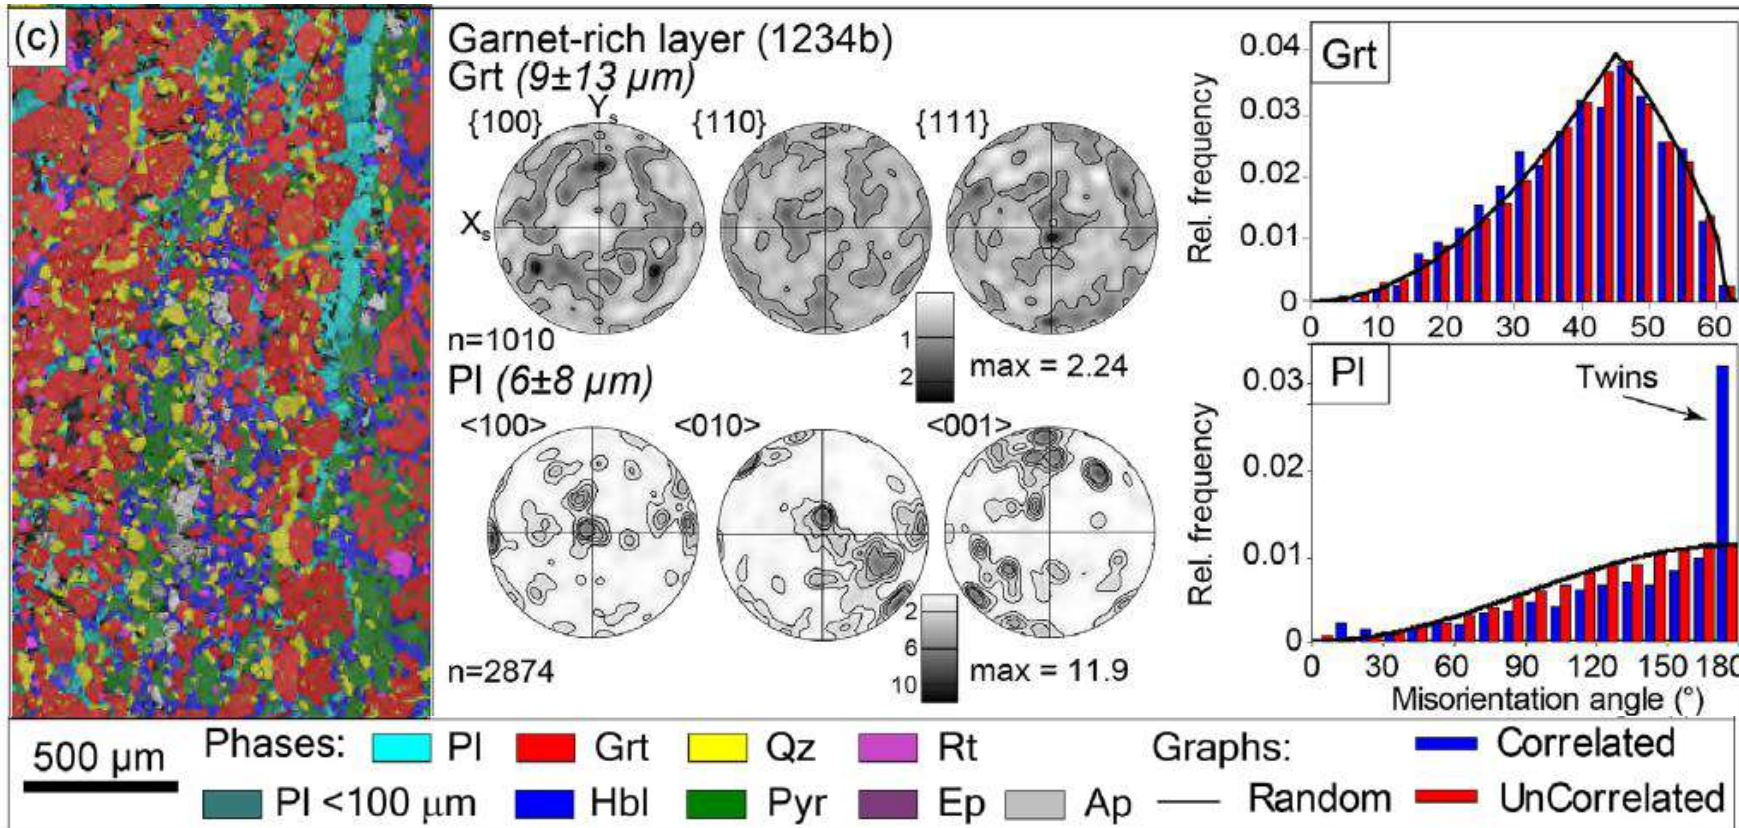 (c)
Garnet-rich layer (1234b)
Grt (9±13 µm)
Ys
{100} {110} {111}
Xs
n=1010
1
2
max = 2.24
Pl (6±8 µm)
<100> <010> <001>
n=2874
2
6
10
max = 11.9
Grt
Rel. frequency
0.04
0.03
0.02
0.01
0
0 10 20 30 40 50 60
Pl
Twins
Rel. frequency
0.03
0.02
0.01
0
0 30 60 90 120 150 180
Misorientation angle (°)
500 µm
Phases: Pl Grt Qz Rt Graphs: Correlated
Pl <100 µm Hbl Pyr Ep Ap Random UnCorrelated